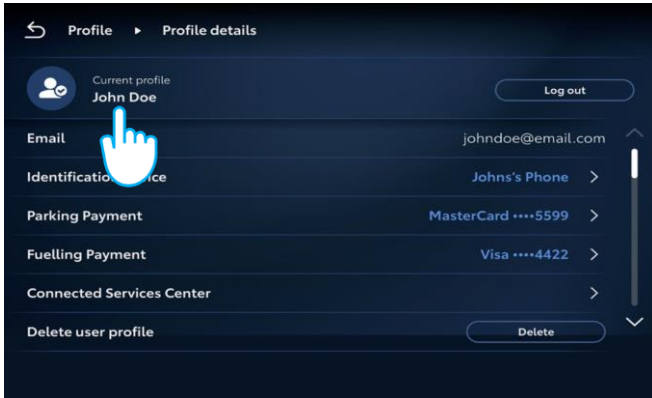 Profile ▸ Profile details
Current profile
John Doe
Log out
Email johndoe@email.com
Identification Johns's Phone
Parking Payment MasterCard ••••5599
Fuelling Payment Visa ••••4422
Connected Services Center
Delete user profile Delete